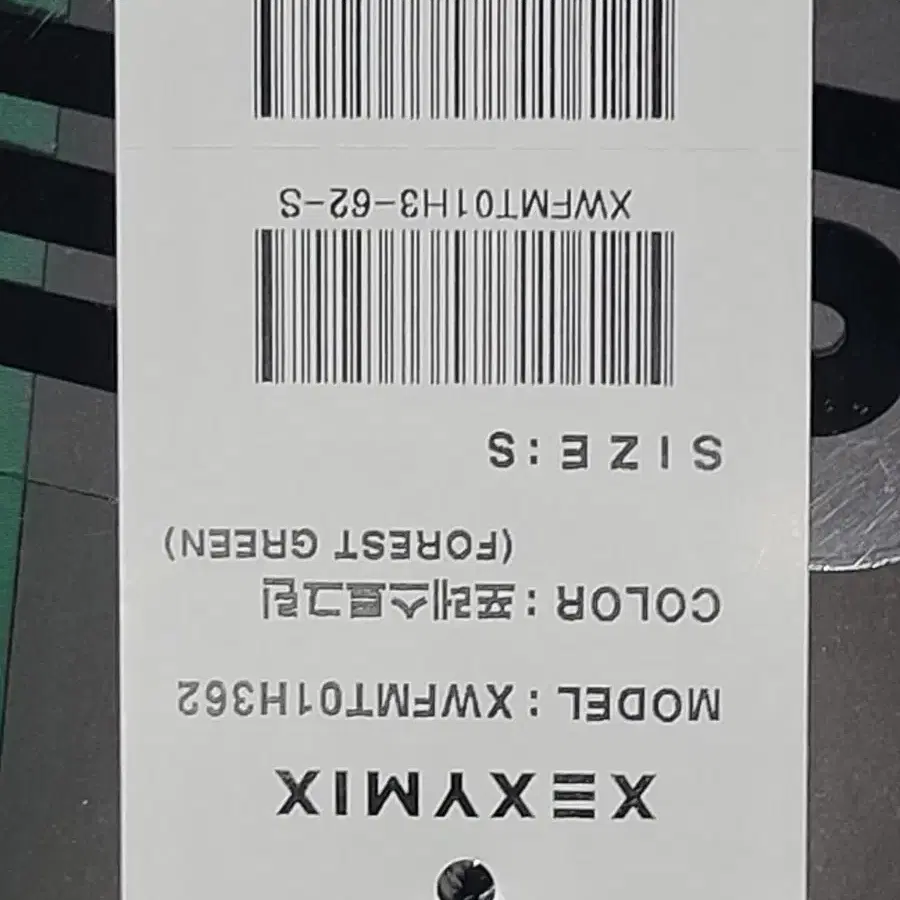 XEXYMIX
MODEL : XWFMT01H362
COLOR : 포레스트그린
(FOREST GREEN)
SIZE:S
XWFMT01H3-62-S